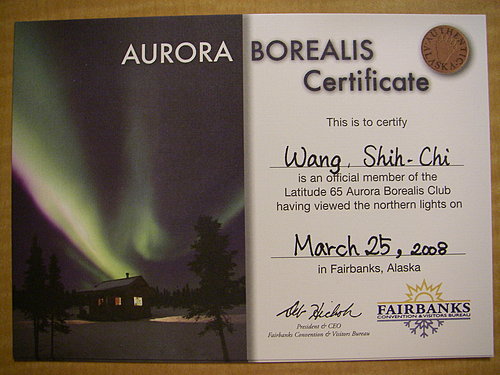 AURORA BOREALIS
Certificate
This is to certify
Wang, Shih-Chi
is an official member of the
Latitude 65 Aurora Borealis Club
having viewed the northern lights on
March 25, 2008
in Fairbanks, Alaska
Deb Hickok
President & CEO
Fairbanks Convention & Visitors Bureau
FAIRBANKS
CONVENTION & VISITORS BUREAU